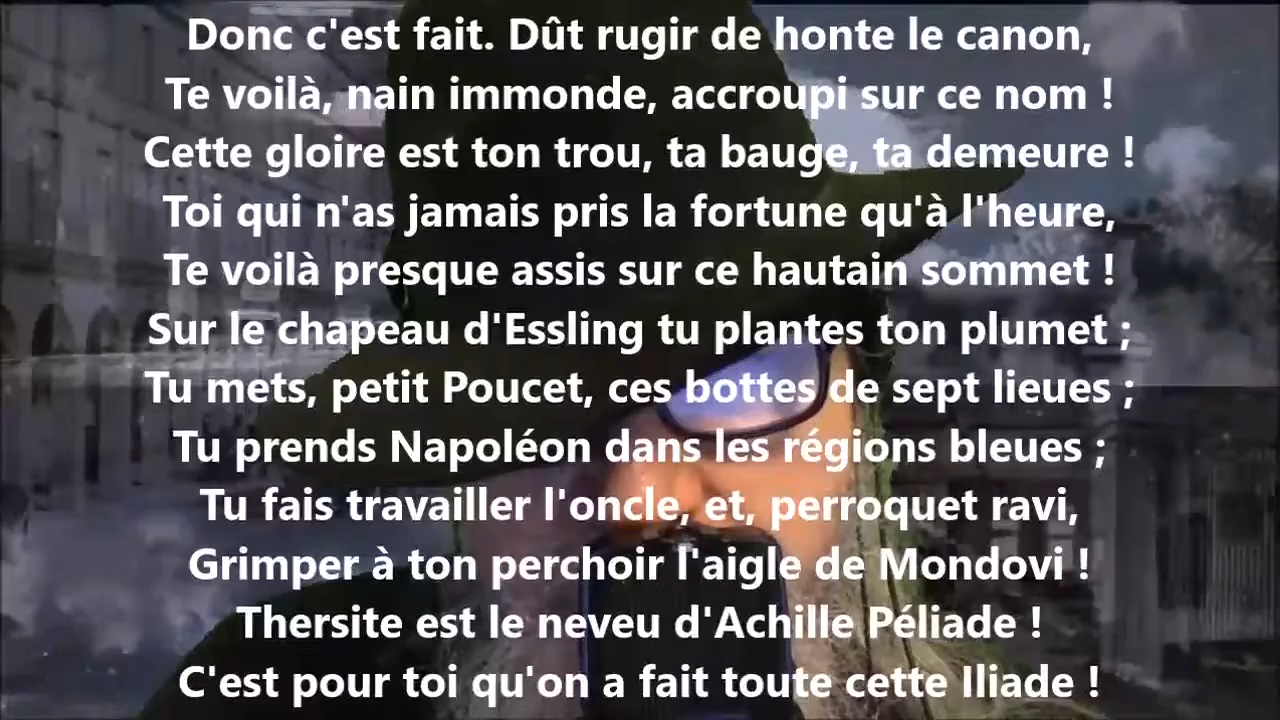 Donc c'est fait. Dût rugir de honte le canon,
Te voilà, nain immonde, accroupi sur ce nom !
Cette gloire est ton trou, ta bauge, ta demeure !
Toi qui n'as jamais pris la fortune qu'à l'heure,
Te voilà presque assis sur ce hautain sommet !
Sur le chapeau d'Essling tu plantes ton plumet ;
Tu mets, petit Poucet, ces bottes de sept lieues ;
Tu prends Napoléon dans les régions bleues ;
Tu fais travailler l'oncle, et, perroquet ravi,
Grimper à ton perchoir l'aigle de Mondovi !
Thersite est le neveu d'Achille Péliade !
C'est pour toi qu'on a fait toute cette Iliade !